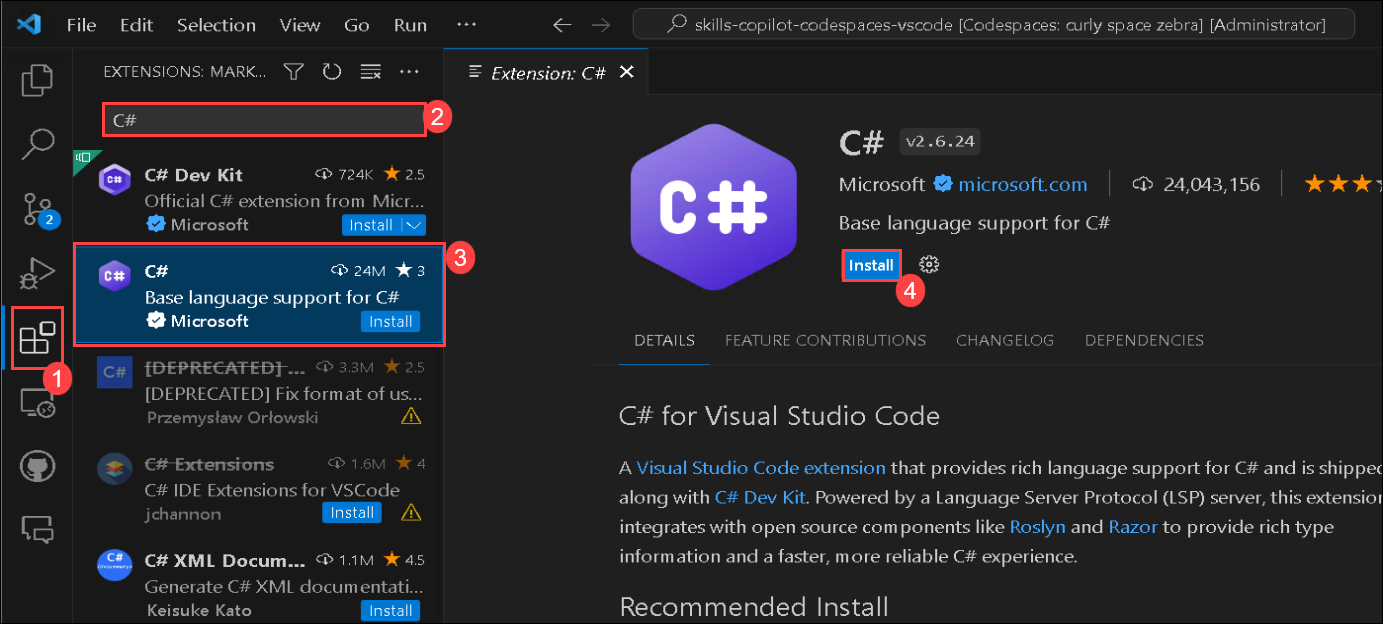 File Edit Selection View Go Run ···
skills-copilot-codespaces-vscode [Codespaces: curly space zebra] [Administrator]
EXTENSIONS: MARK...
C#
2
C# Dev Kit 724K 2.5
Official C# extension from Micr...
Microsoft Install
C# 24M 3
3
Base language support for C#
Microsoft Install
[DEPRECATED] ... 3.3M 2.5
[DEPRECATED] Fix format of us...
Przemysław Orłowski
C# Extensions 1.6M 4
C# IDE Extensions for VSCode
jchannon Install
C# XML Docum... 1.1M 4.5
Generate C# XML documentati...
Keisuke Kato Install
2
1
C#
C#
C#
C#
Extension: C#
C#
C# v2.6.24
Microsoft microsoft.com 24,043,156
Base language support for C#
Install
4
DETAILS FEATURE CONTRIBUTIONS CHANGELOG DEPENDENCIES
C# for Visual Studio Code
A Visual Studio Code extension that provides rich language support for C# and is shipped
along with C# Dev Kit. Powered by a Language Server Protocol (LSP) server, this extension
integrates with open source components like Roslyn and Razor to provide rich type
information and a faster, more reliable C# experience.
Recommended Install